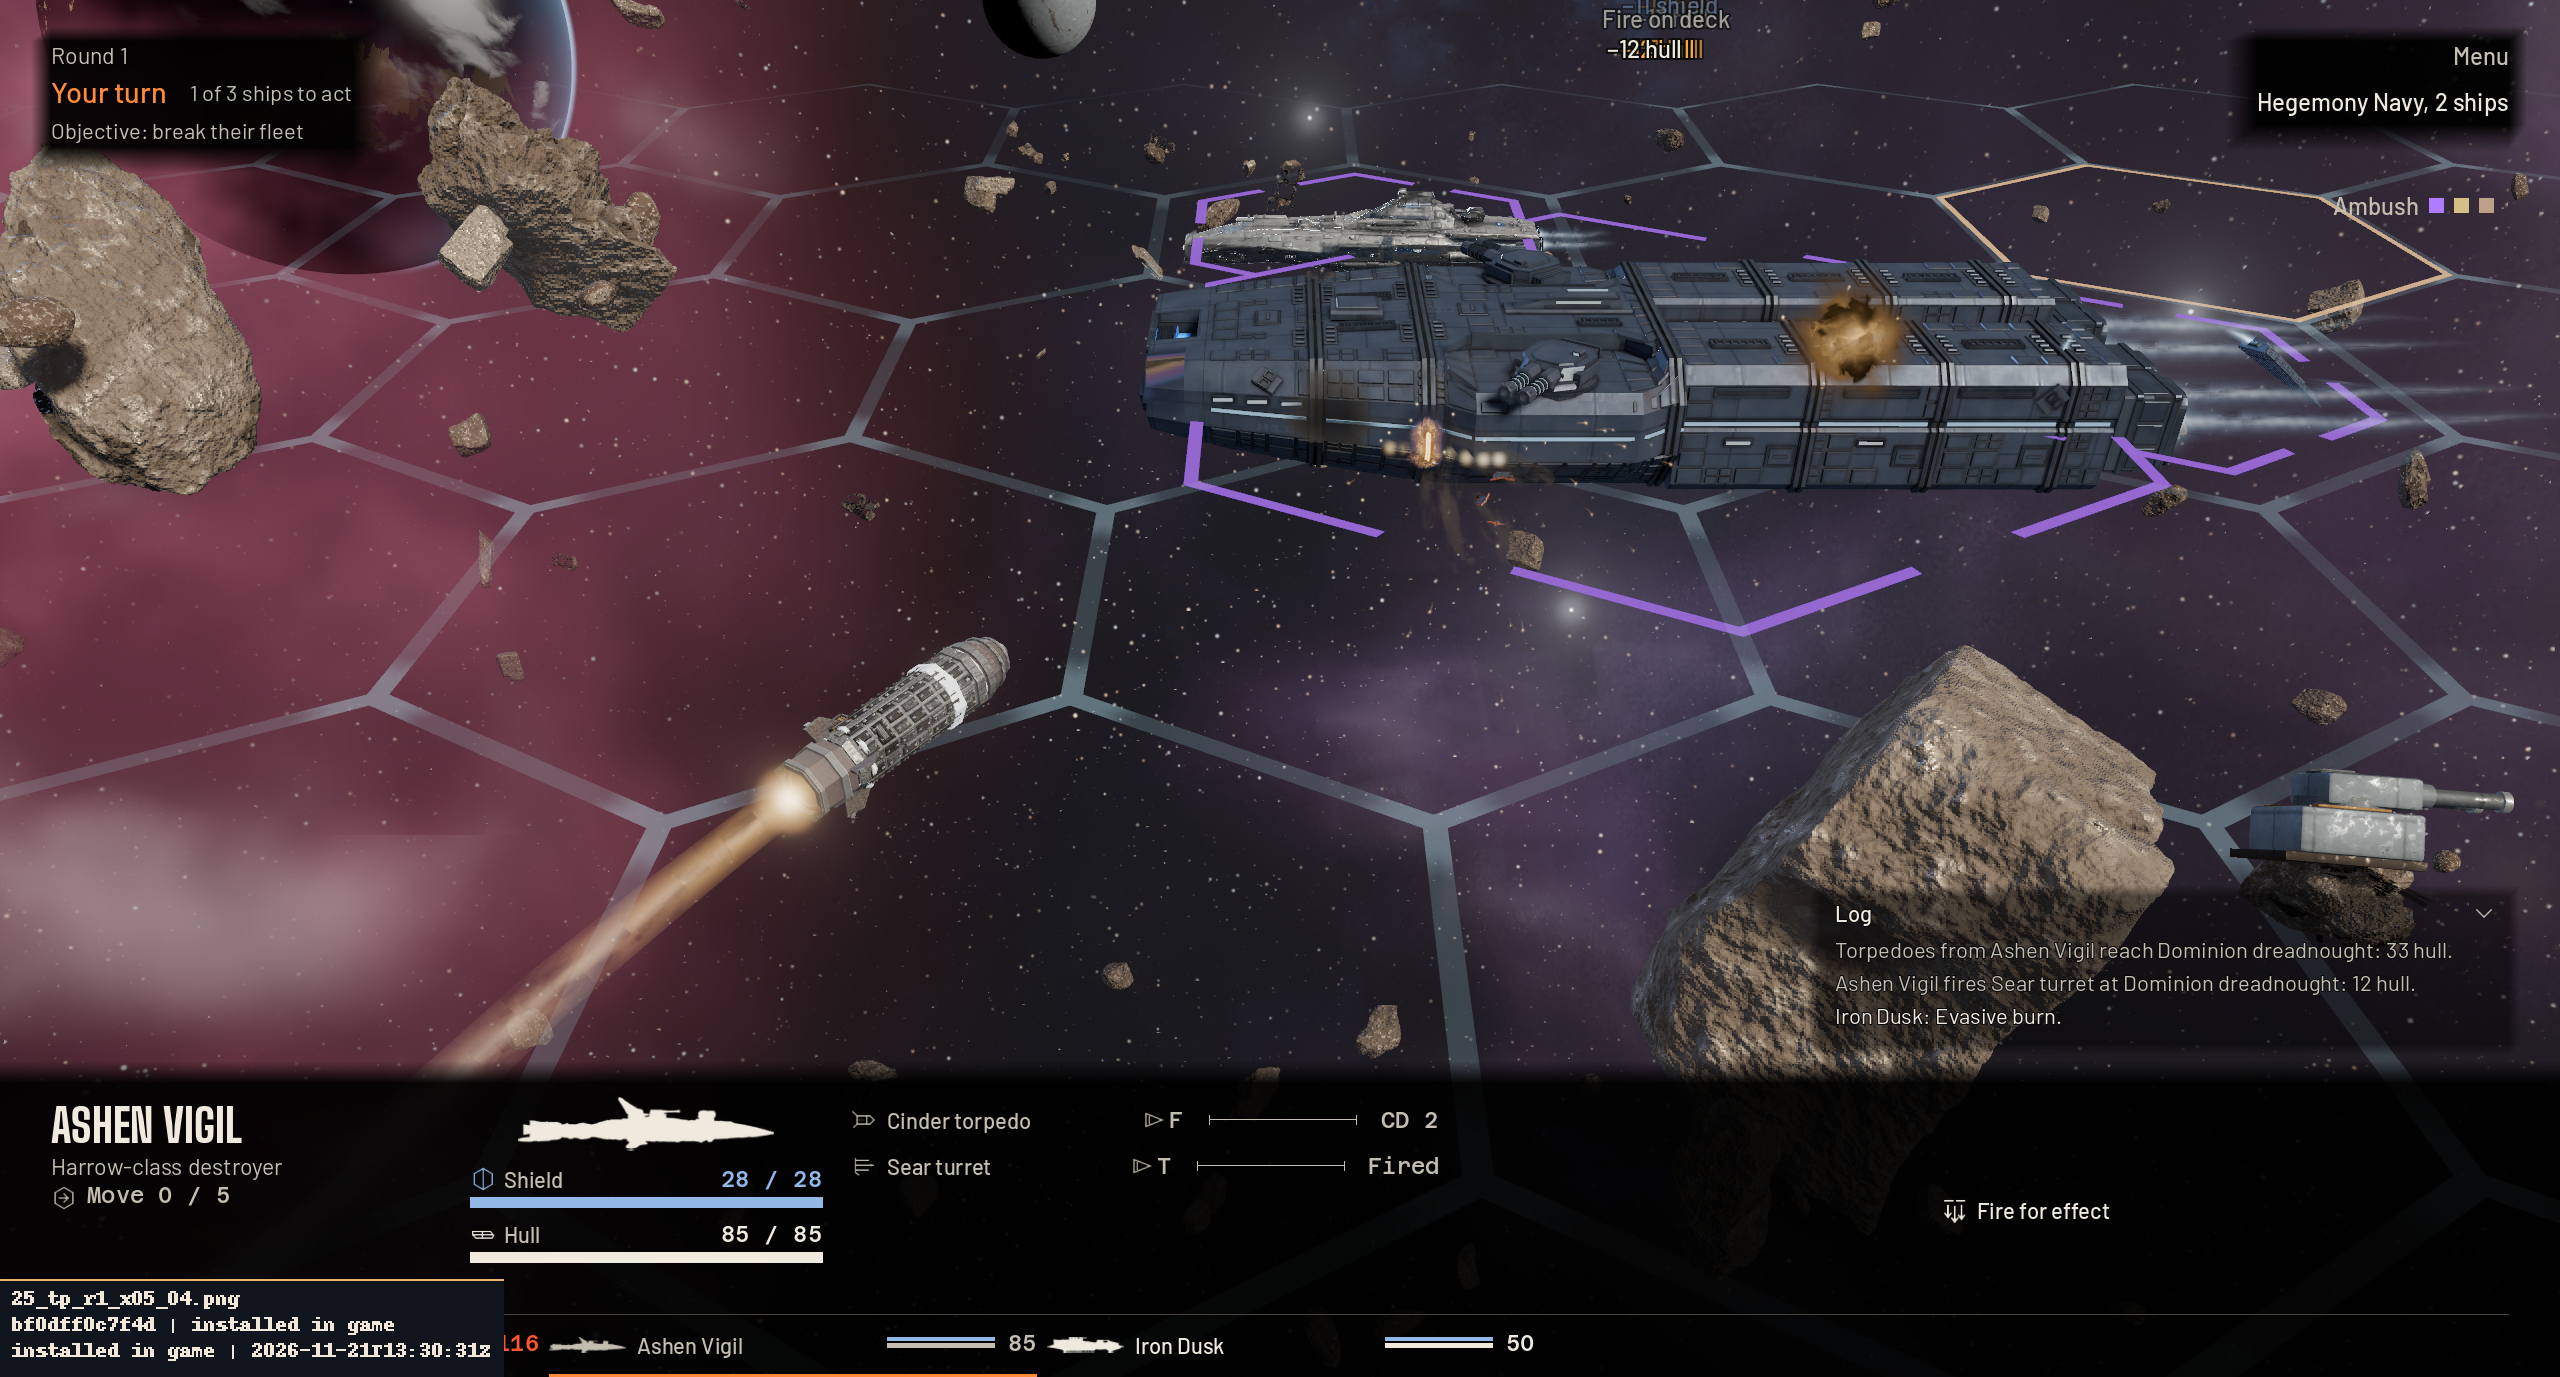 Round 1
Your turn 1 of 3 ships to act
Objective: break their fleet
Fire on deck
Menu
Hegemony Navy, 2 ships
Ambush
Log
Torpedoes from Ashen Vigil reach Dominion dreadnought: 33 hull.
Ashen Vigil fires Sear turret at Dominion dreadnought: 12 hull.
Iron Dusk: Evasive burn.
ASHEN VIGIL
Harrow-class destroyer
Move 0 / 5
Shield 28 / 28
Hull 85 / 85
Cinder torpedo F CD 2
Sear turret T Fired
Fire for effect
25_tp_r1_x05_04.png
bf0dff0c7f4d | installed in game
installed in game | 2026-11-21r13:30:31z
116 Ashen Vigil 85 Iron Dusk 50